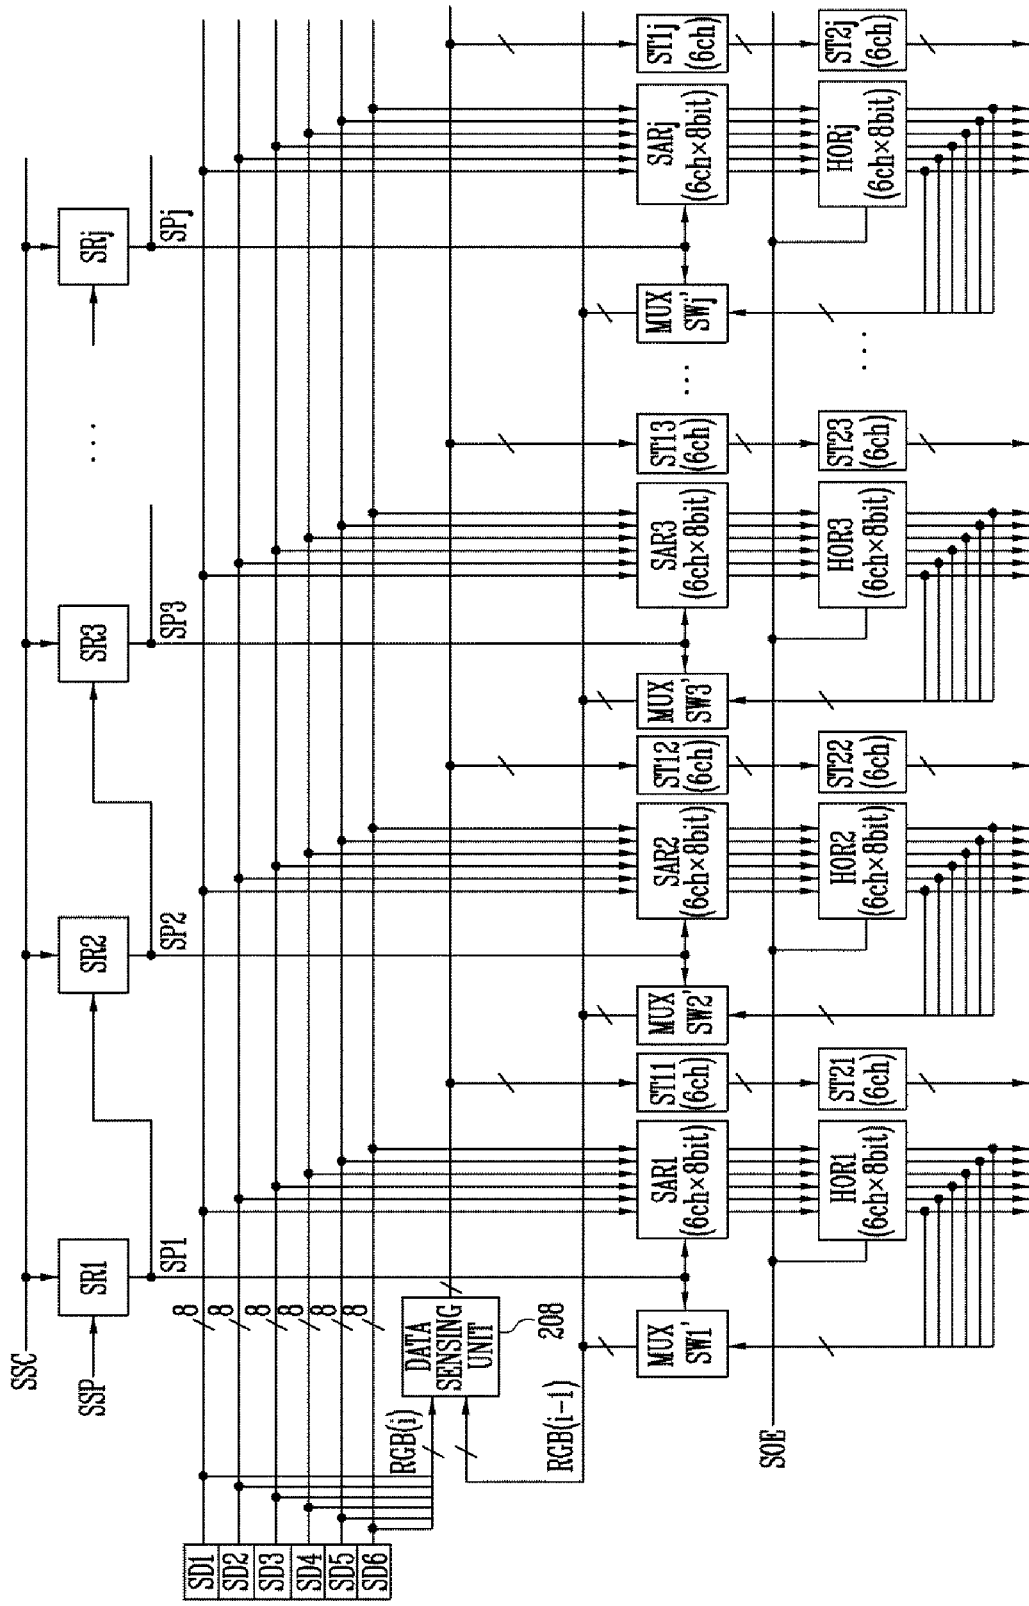 SSC
SSP
SR1
SR2
SR3
...
SRj
SP1
SP2
SP3
SPj
SD1
SD2
SD3
SD4
SD5
SD6
8
8
8
8
8
8
RGB(i)
DATA
SENSING
UNIT
208
RGB(i-1)
MUX
SW1'
SAR1
(6ch×8bit)
ST11
(6ch)
MUX
SW2'
SAR2
(6ch×8bit)
ST12
(6ch)
MUX
SW3'
SAR3
(6ch×8bit)
ST13
(6ch)
...
MUX
SWj'
SARj
(6ch×8bit)
ST1j
(6ch)
SOE
HOR1
(6ch×8bit)
ST21
(6ch)
HOR2
(6ch×8bit)
ST22
(6ch)
HOR3
(6ch×8bit)
ST23
(6ch)
...
HORj
(6ch×8bit)
ST2j
(6ch)